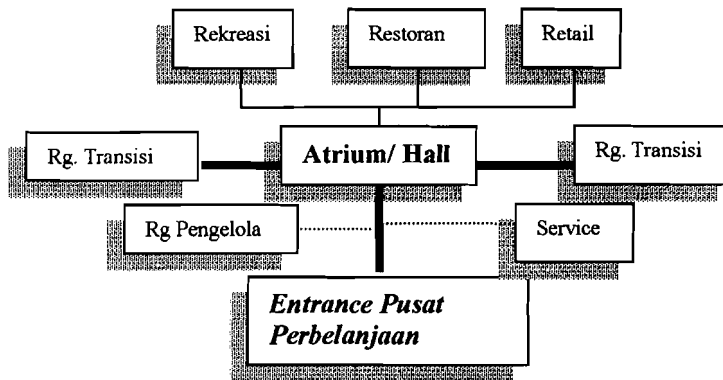 Rekreasi
Restoran
Retail
Rg. Transisi
Atrium/ Hall
Rg. Transisi
Rg Pengelola
Service
Entrance Pusat
Perbelanjaan